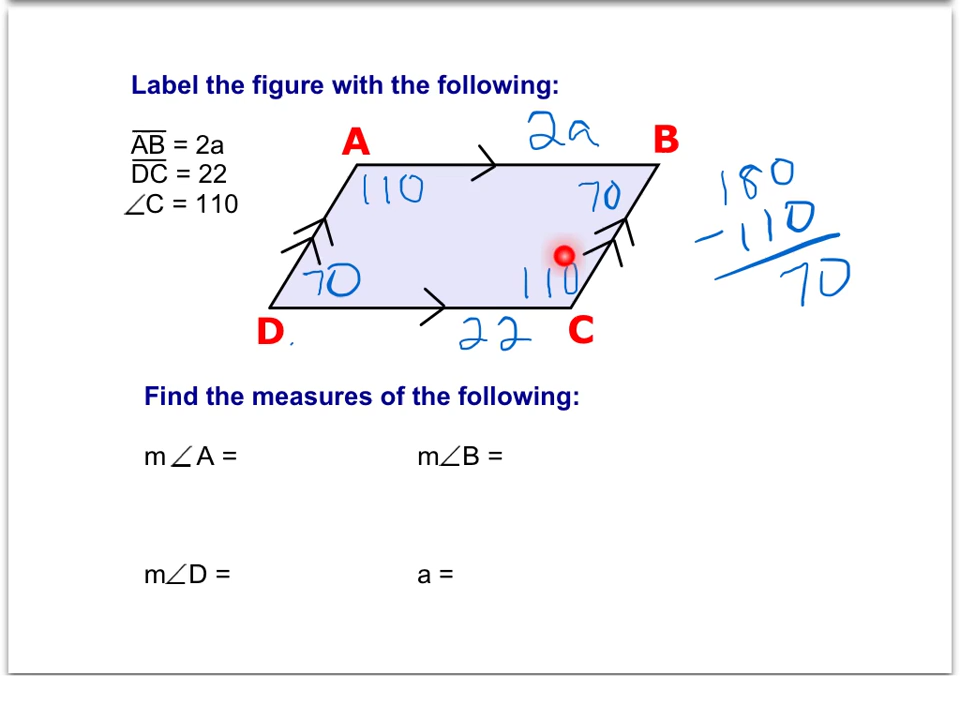 Label the figure with the following:
AB = 2a
DC = 22
∠C = 110
A
2a
B
110
70
180
-110
70
70
110
D
22
C
Find the measures of the following:
m∠A =
m∠B =
m∠D =
a =